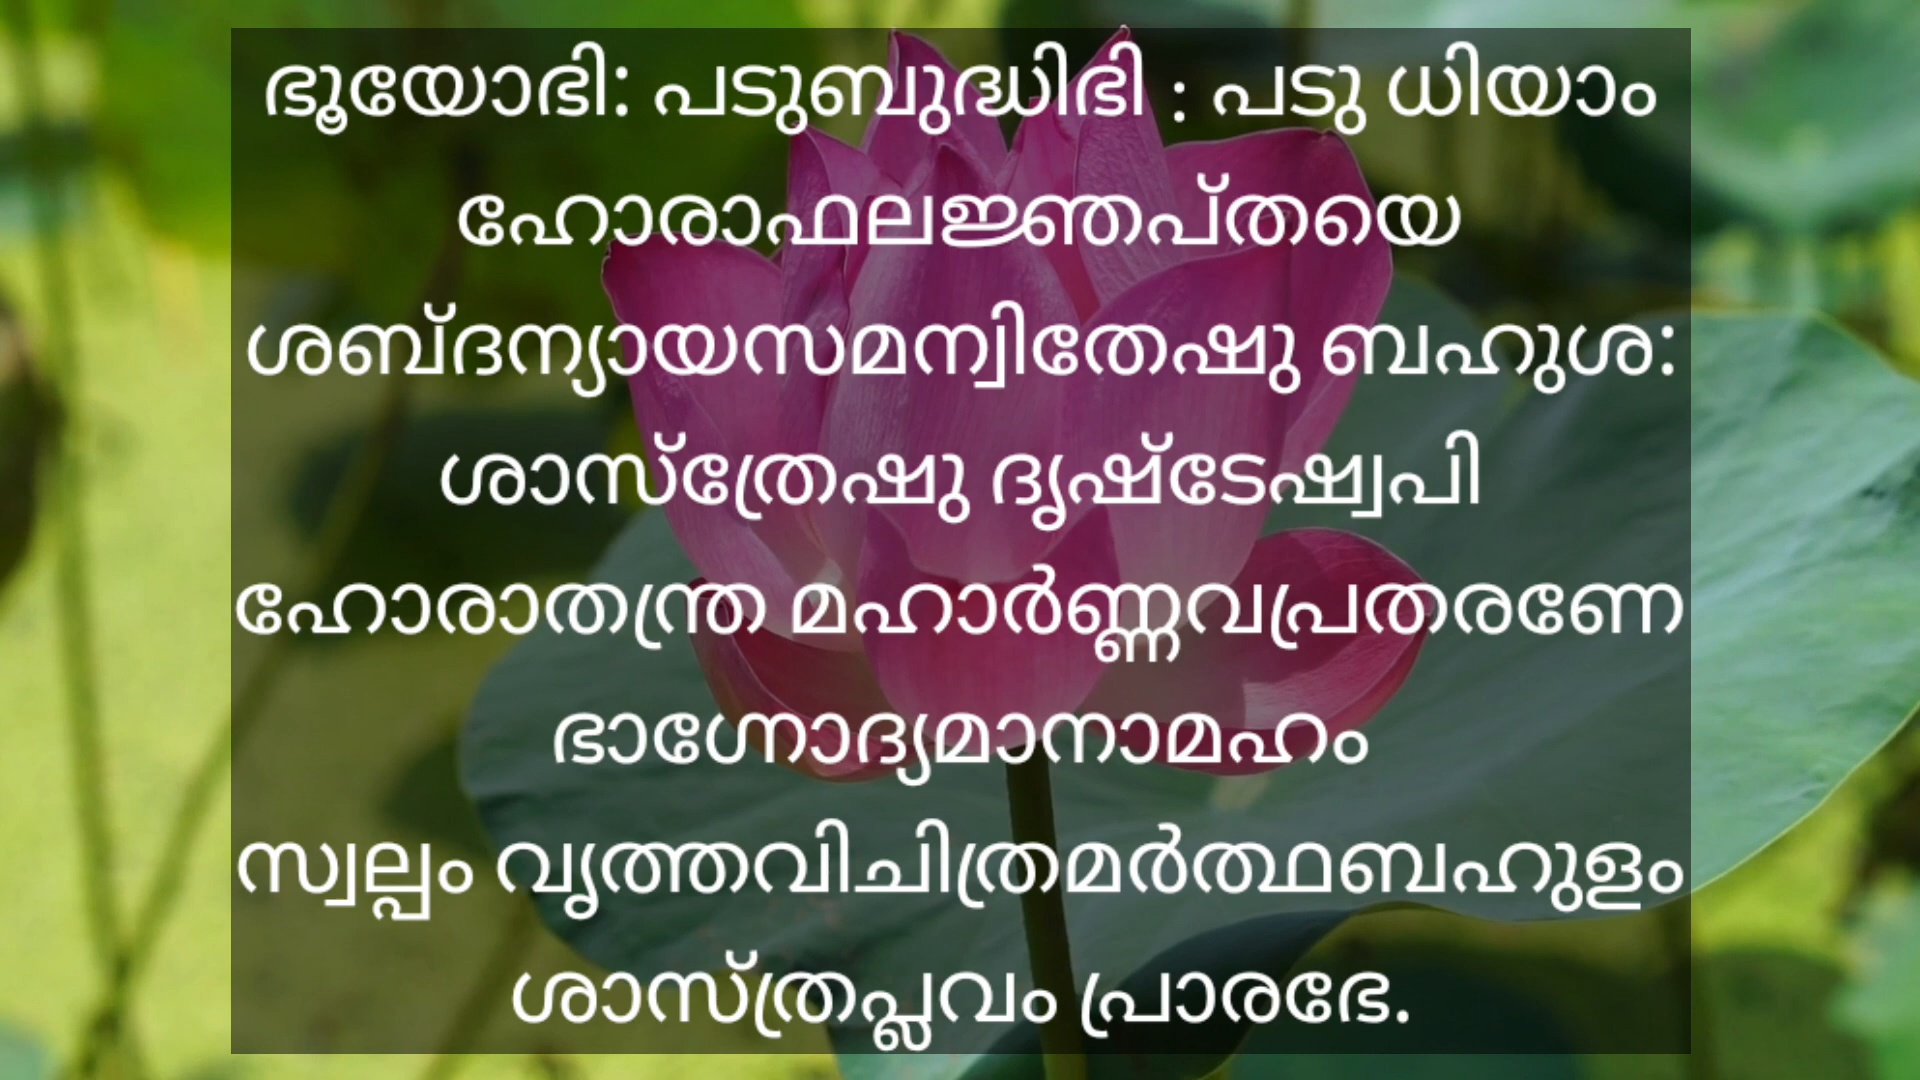 ഭൂയോഭി: പടുബുദ്ധിഭി : പടു ധിയാം
ഹോരാഫലജ്ഞപ്തയെ
ശബ്ദന്യായസമന്വിതേഷു ബഹുശ:
ശാസ്ത്രേഷു ദൃഷ്ടേഷ്വപി
ഹോരാതന്ത്ര മഹാർണ്ണവപ്രതരണേ
ഭാഗ്നോദ്യമാനാമഹം
സ്വല്പം വൃത്തവിചിത്രമർത്ഥബഹുളം
ശാസ്ത്രപ്ലവം പ്രാരഭേ.